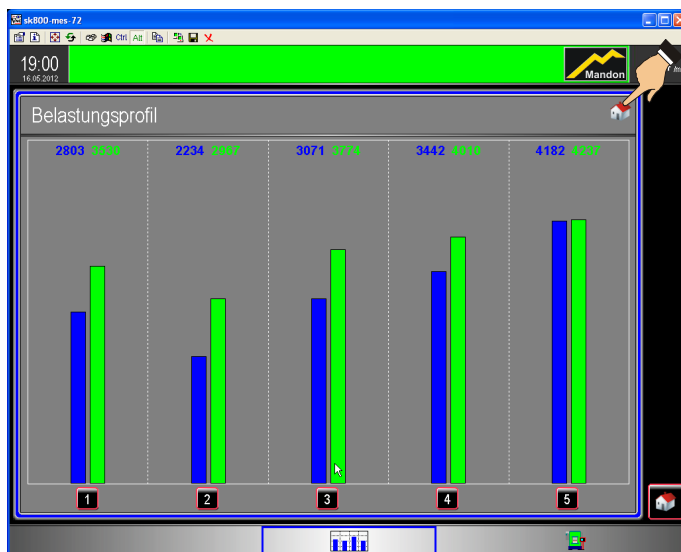 sk800-mes-72
Ctrl Alt
19:00
16.05.2012
Mandon
Belastungsprofil
2803 3530 2234 2967 3071 3774 3442 4010 4182 4237
1 2 3 4 5